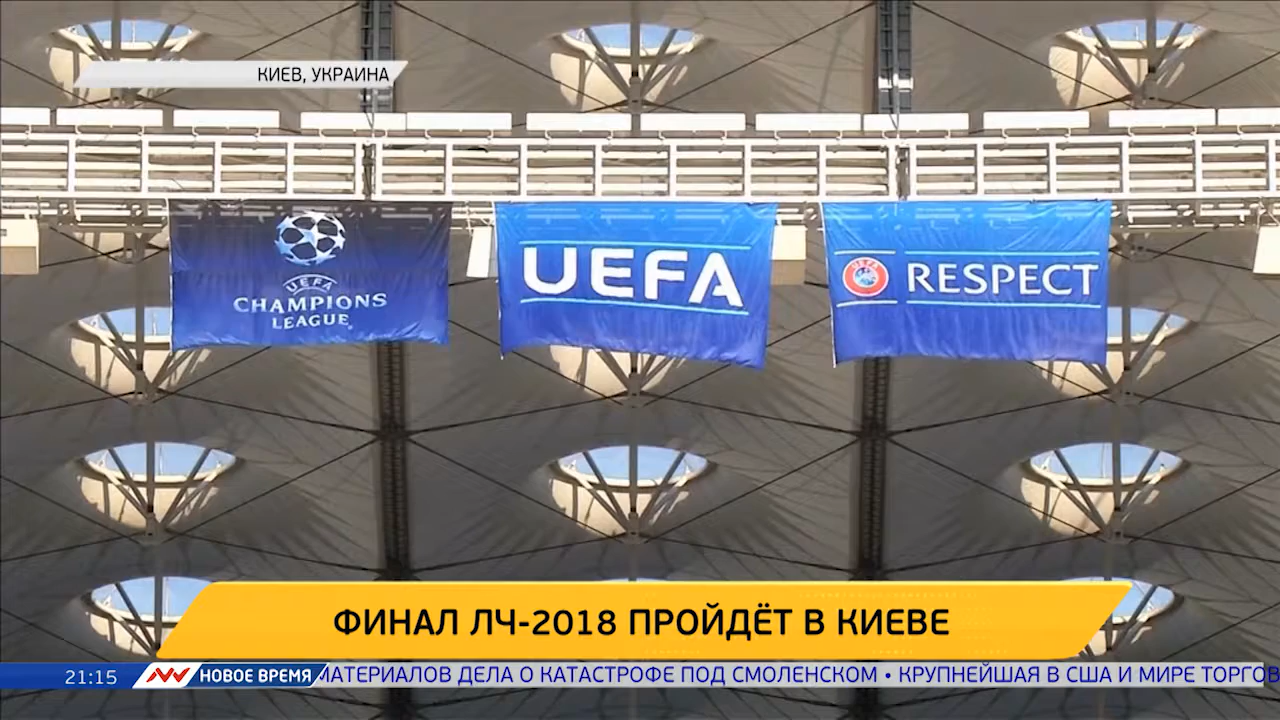 КИЕВ, УКРАИНА
UEFA
CHAMPIONS
LEAGUE
UEFA
UEFA
RESPECT
ФИНАЛ ЛЧ-2018 ПРОЙДЁТ В КИЕВЕ
21:15 НОВОЕ ВРЕМЯ МАТЕРИАЛОВ ДЕЛА О КАТАСТРОФЕ ПОД СМОЛЕНСКОМ • КРУПНЕЙШАЯ В США И МИРЕ ТОРГОВ